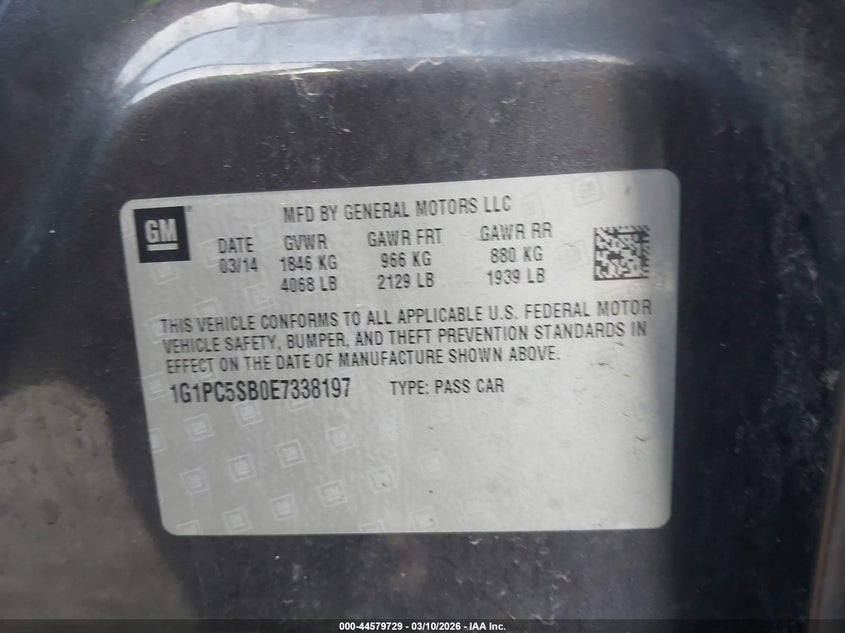 GM
MFD BY GENERAL MOTORS LLC
DATE GVWR GAWR FRT GAWR RR
03/14 1846 KG 966 KG 880 KG
4068 LB 2129 LB 1939 LB
THIS VEHICLE CONFORMS TO ALL APPLICABLE U.S. FEDERAL MOTOR
VEHICLE SAFETY, BUMPER, AND THEFT PREVENTION STANDARDS IN
EFFECT ON THE DATE OF MANUFACTURE SHOWN ABOVE.
1G1PC5SB0E7338197 TYPE: PASS CAR
000-44579729 - 03/10/2026 - IAA Inc.